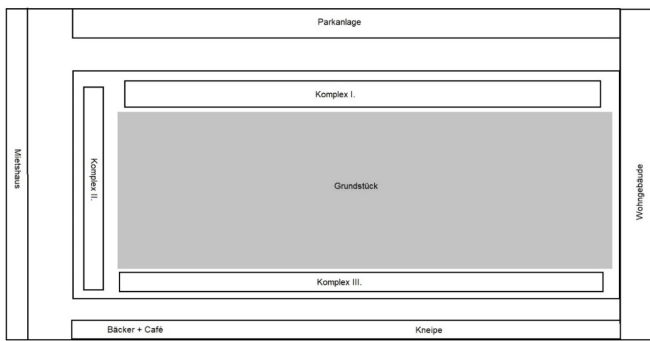 Parkanlage
Komplex I.
Mietshaus
Komplex II.
Grundstück
Wohngebäude
Komplex III.
Bäcker + Café
Kneipe